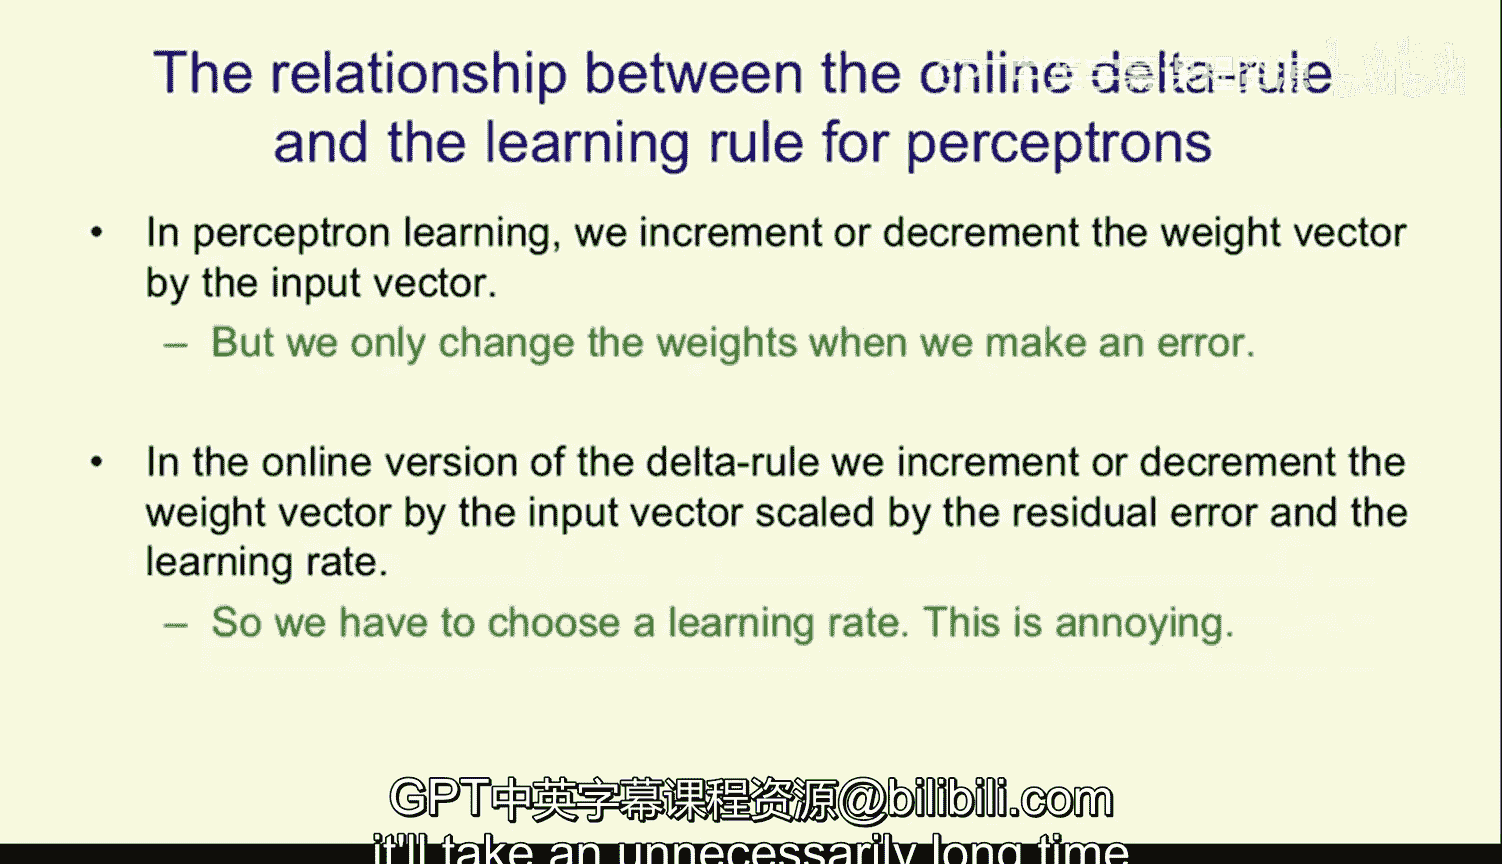 The relationship between the online delta-rule
and the learning rule for perceptrons
• In perceptron learning, we increment or decrement the weight vector
by the input vector.
– But we only change the weights when we make an error.
• In the online version of the delta-rule we increment or decrement the
weight vector by the input vector scaled by the residual error and the
learning rate.
– So we have to choose a learning rate. This is annoying.
GPT中英字幕课程资源@bilibili.com
it'll take an unnecessarily long time